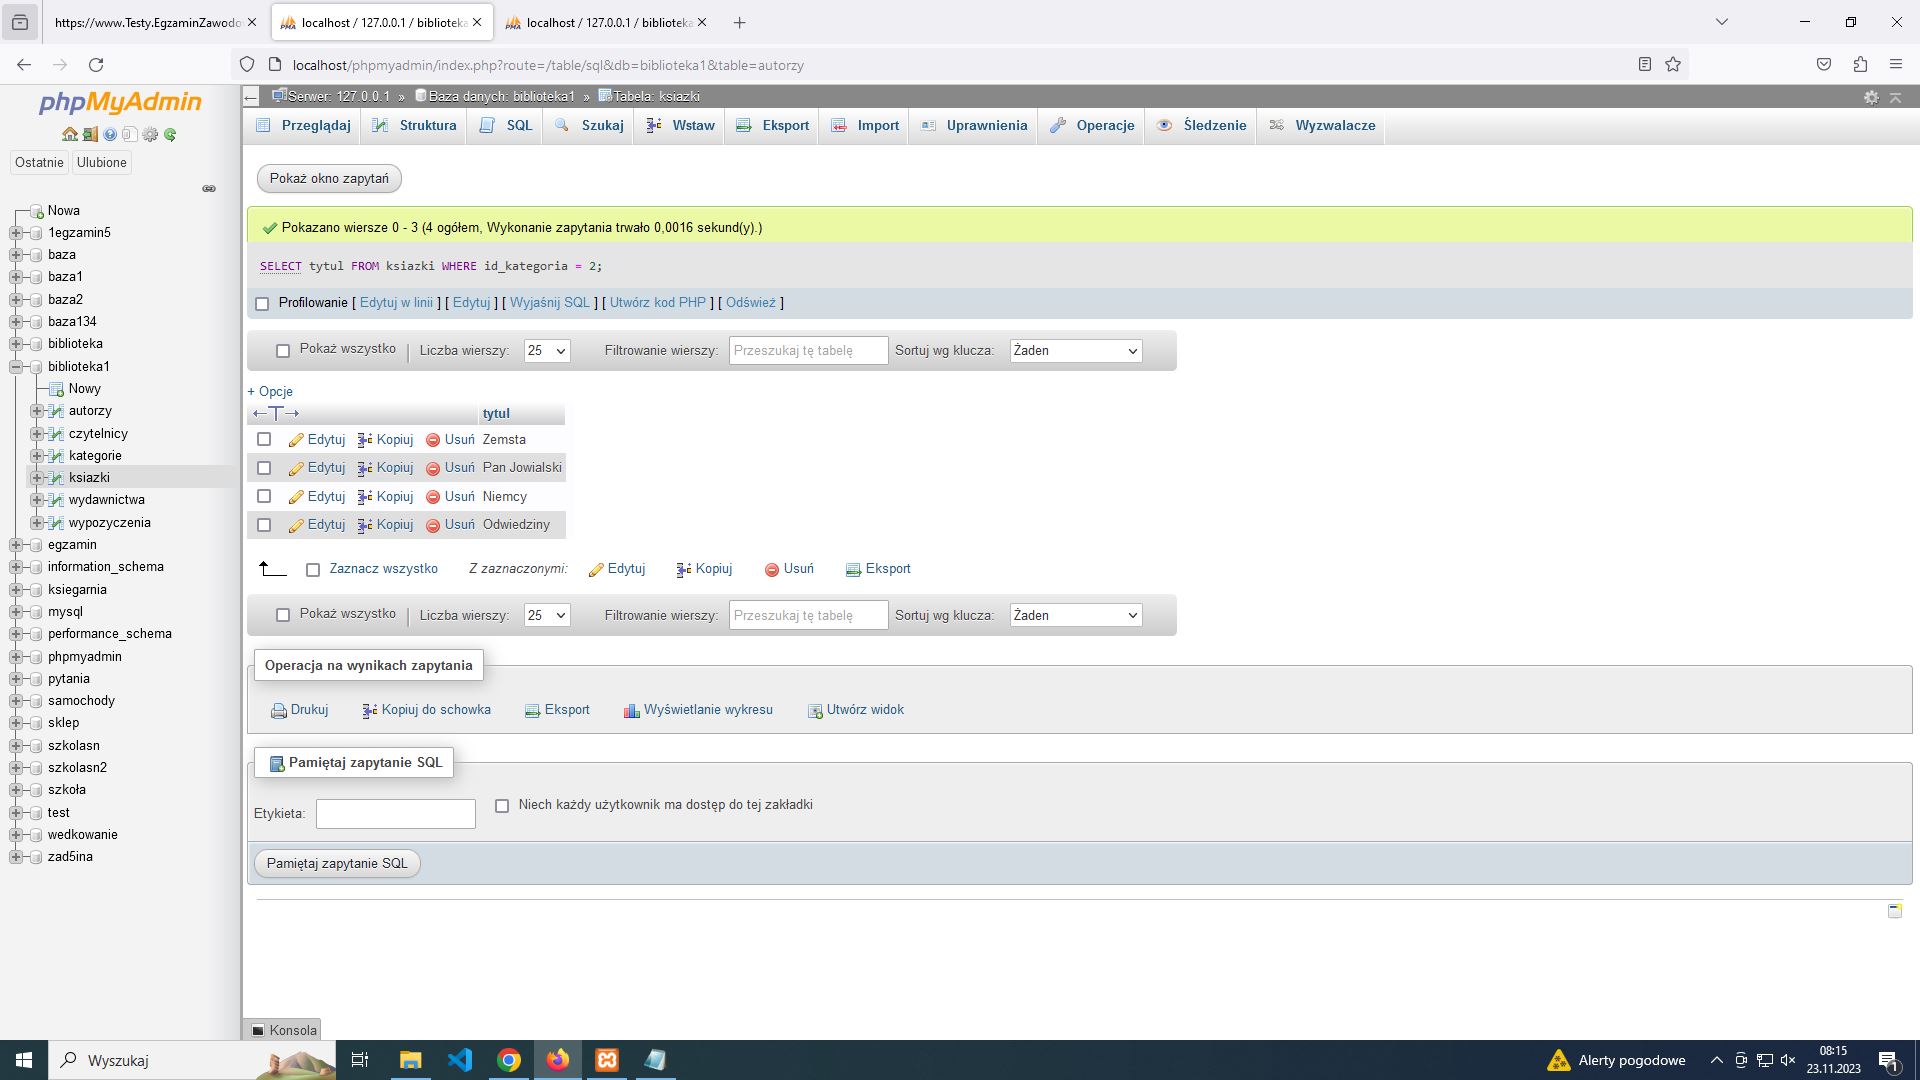 https://www.Testy.EgzaminZawodo
localhost / 127.0.0.1 / biblioteka
localhost / 127.0.0.1 / biblioteka
localhost/phpmyadmin/index.php?route=/table/sql&db=biblioteka1&table=autorzy
phpMyAdmin
Ostatnie Ulubione
Nowa
1egzamin5
baza
baza1
baza2
baza134
biblioteka
biblioteka1
Nowy
autorzy
czytelnicy
kategorie
ksiazki
wydawnictwa
wypozyczenia
egzamin
information_schema
ksiegarnia
mysql
performance_schema
phpmyadmin
pytania
samochody
sklep
szkolasn
szkolasn2
szkoła
test
wedkowanie
zad5ina
Serwer: 127.0.0.1 » Baza danych: biblioteka1 » Tabela: ksiazki
Przeglądaj Struktura SQL Szukaj Wstaw Eksport Import Uprawnienia Operacje Śledzenie Wyzwalacze
Pokaż okno zapytań
Pokazano wiersze 0 - 3 (4 ogółem, Wykonanie zapytania trwało 0,0016 sekund(y).)
SELECT tytul FROM ksiazki WHERE id_kategoria = 2;
Profilowanie [ Edytuj w linii ] [ Edytuj ] [ Wyjaśnij SQL ] [ Utwórz kod PHP ] [ Odśwież ]
Pokaż wszystko | Liczba wierszy: 25 Filtrowanie wierszy: Przeszukaj tę tabelę Sortuj wg klucza: Żaden
+ Opcje
←T→ tytul
Edytuj Kopiuj Usuń Zemsta
Edytuj Kopiuj Usuń Pan Jowialski
Edytuj Kopiuj Usuń Niemcy
Edytuj Kopiuj Usuń Odwiedziny
Zaznacz wszystko Z zaznaczonymi: Edytuj Kopiuj Usuń Eksport
Pokaż wszystko | Liczba wierszy: 25 Filtrowanie wierszy: Przeszukaj tę tabelę Sortuj wg klucza: Żaden
Operacja na wynikach zapytania
Drukuj Kopiuj do schowka Eksport Wyświetlanie wykresu Utwórz widok
Pamiętaj zapytanie SQL
Etykieta: Niech każdy użytkownik ma dostęp do tej zakładki
Pamiętaj zapytanie SQL
Konsola
Wyszukaj
Alerty pogodowe
08:15
23.11.2023
1